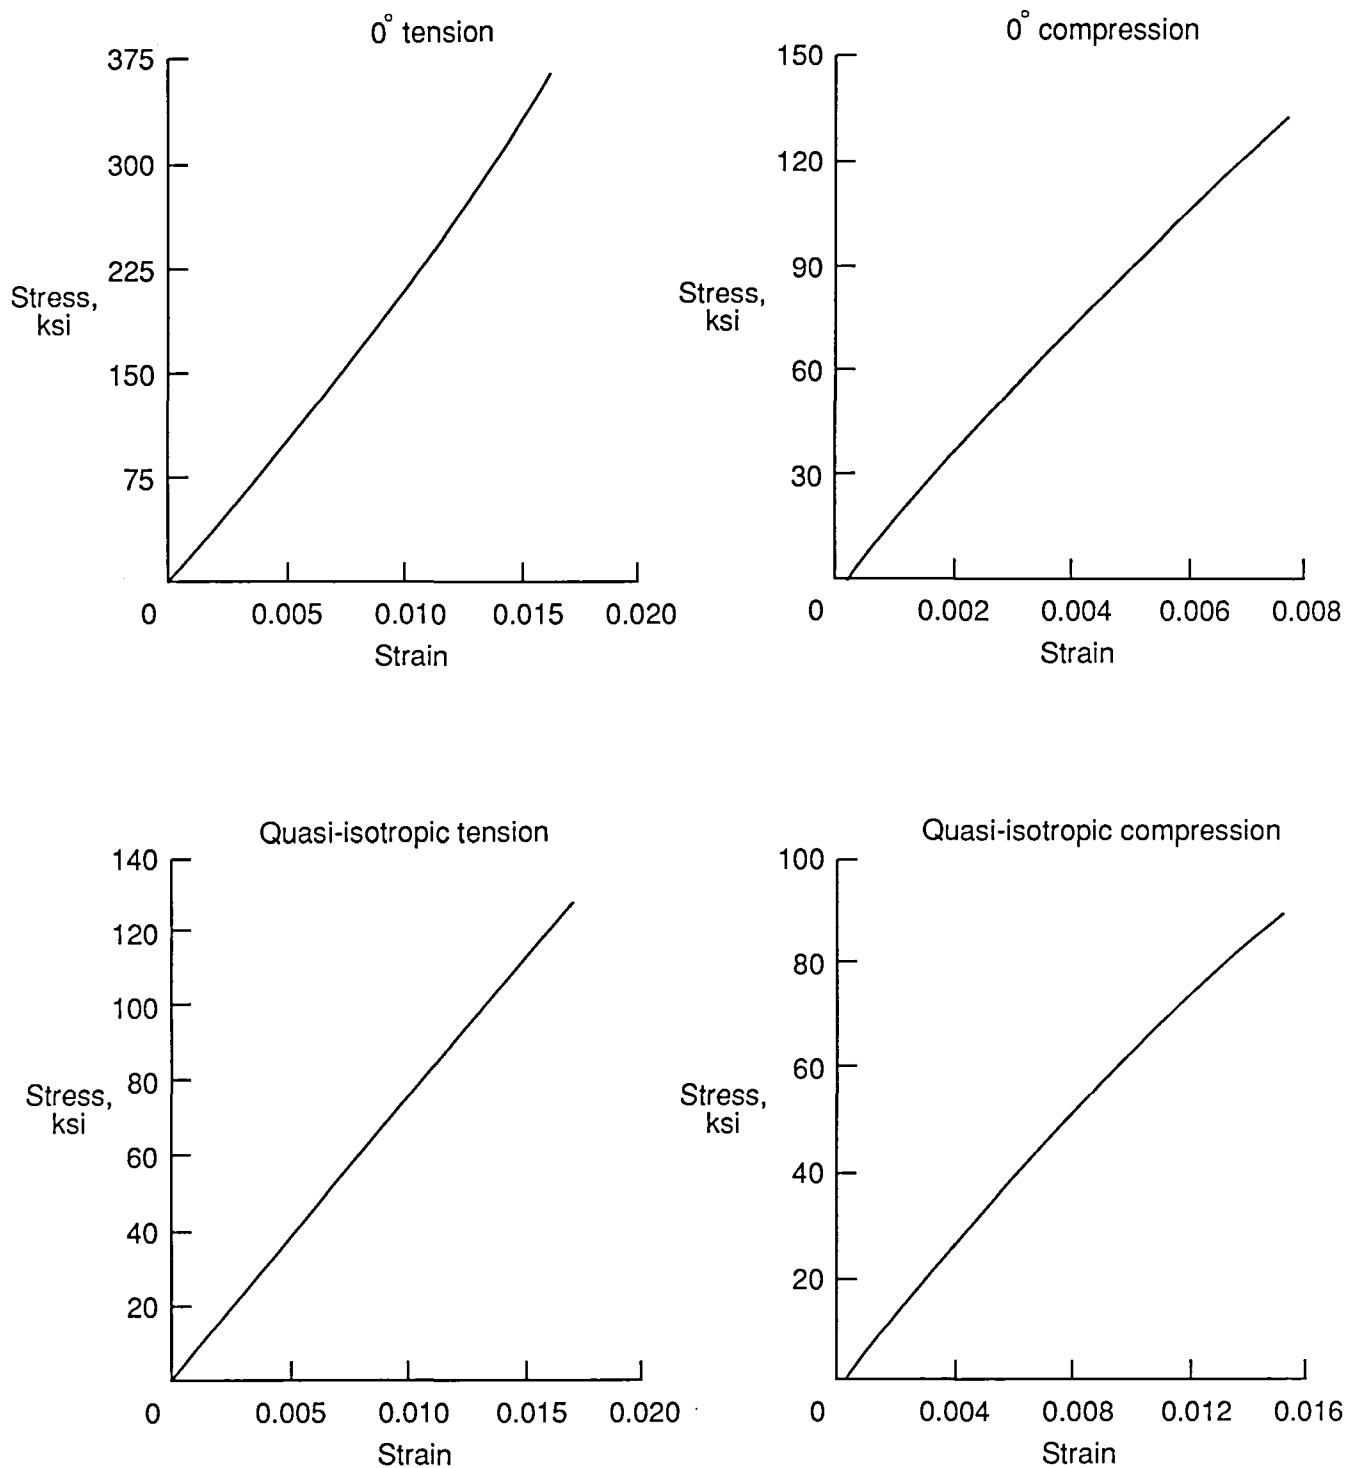 0° tension
375
300
225
150
75
Stress,
ksi
0 0.005 0.010 0.015 0.020
Strain
0° compression
150
120
90
60
30
Stress,
ksi
0 0.002 0.004 0.006 0.008
Strain
Quasi-isotropic tension
140
120
100
80
60
40
20
Stress,
ksi
0 0.005 0.010 0.015 0.020
Strain
Quasi-isotropic compression
100
80
60
40
20
Stress,
ksi
0 0.004 0.008 0.012 0.016
Strain